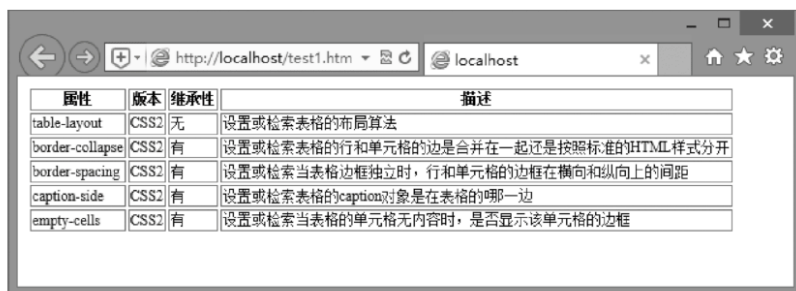 http://localhost/test1.htm
localhost
属性 版本 继承性 描述
table-layout CSS2 无 设置或检索表格的布局算法
border-collapse CSS2 有 设置或检索表格的行和单元格的边是合并在一起还是按照标准的HTML样式分开
border-spacing CSS2 有 设置或检索当表格边框独立时，行和单元格的边框在横向和纵向上的间距
caption-side CSS2 有 设置或检索表格的caption对象是在表格的哪一边
empty-cells CSS2 有 设置或检索当表格的单元格无内容时，是否显示该单元格的边框